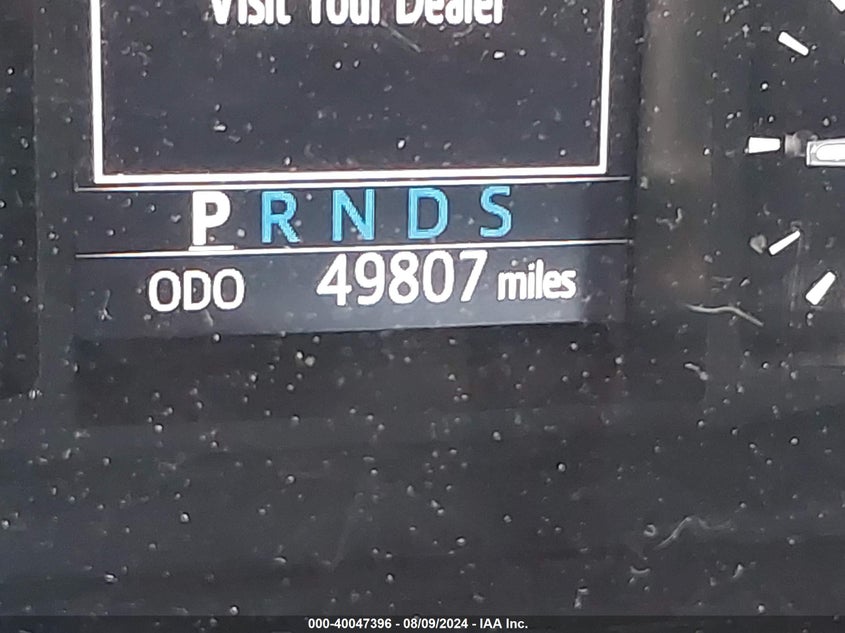 Visit Your Dealer
P R N D S
ODO 49807 miles
000-40047396 - 08/09/2024 - IAA Inc.